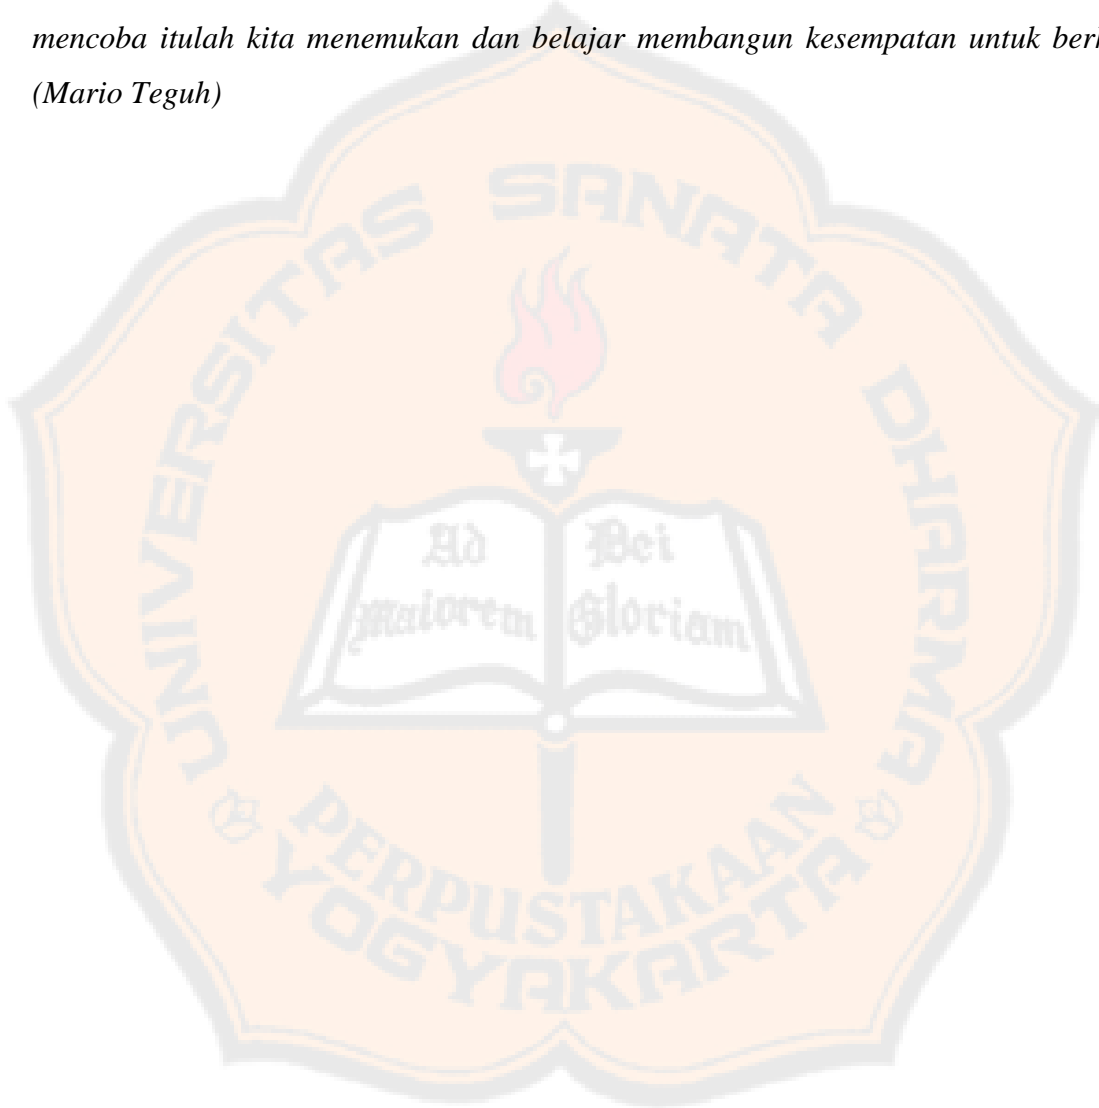 mencoba itulah kita menemukan dan belajar membangun kesempatan untuk
(Mario Teguh)
UNIVERSITAS SANATA DHARMA
Ad Dei
Maiorem Gloriam
PERPUSTAKAAN
YOGYAKARTA